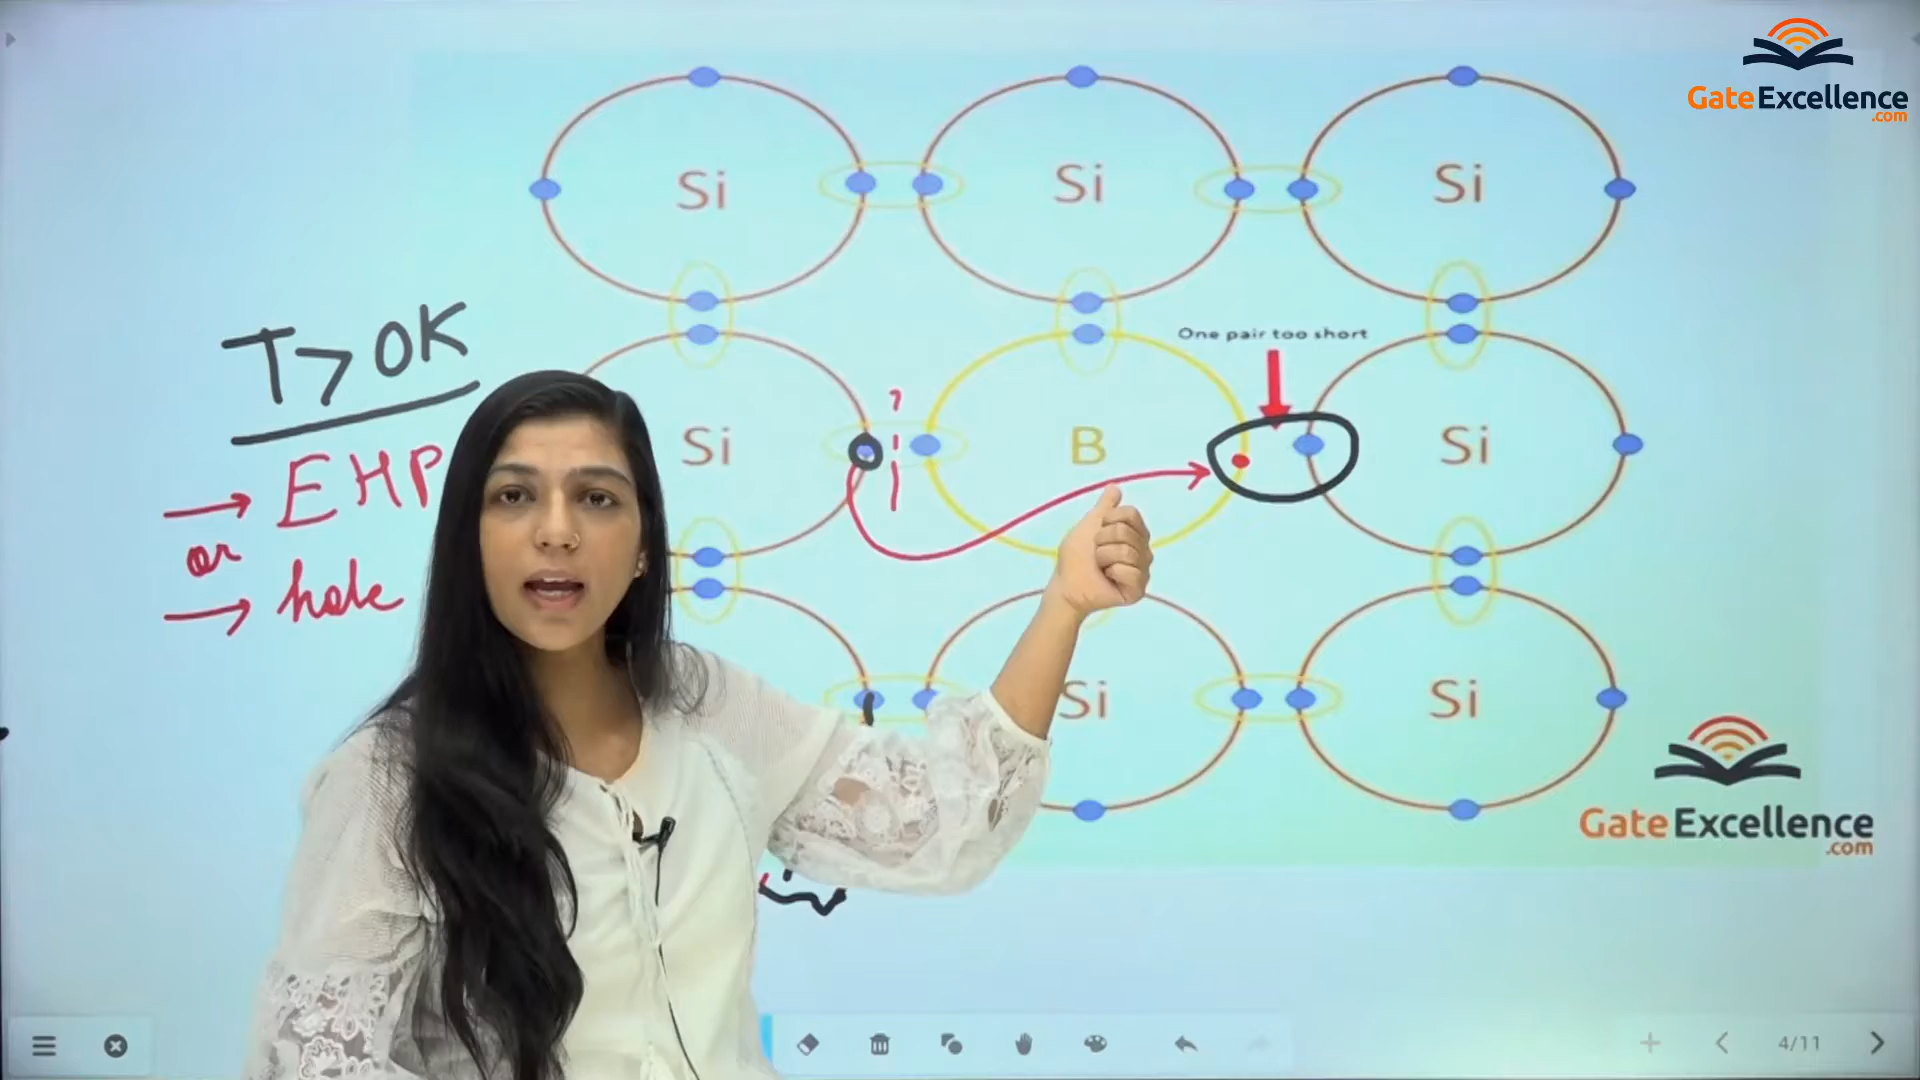 GateExcellence
.com
Si Si Si
One pair too short
T > 0K
Si B Si
→ EHP
or
→ hole
Si Si
GateExcellence
.com
4/11